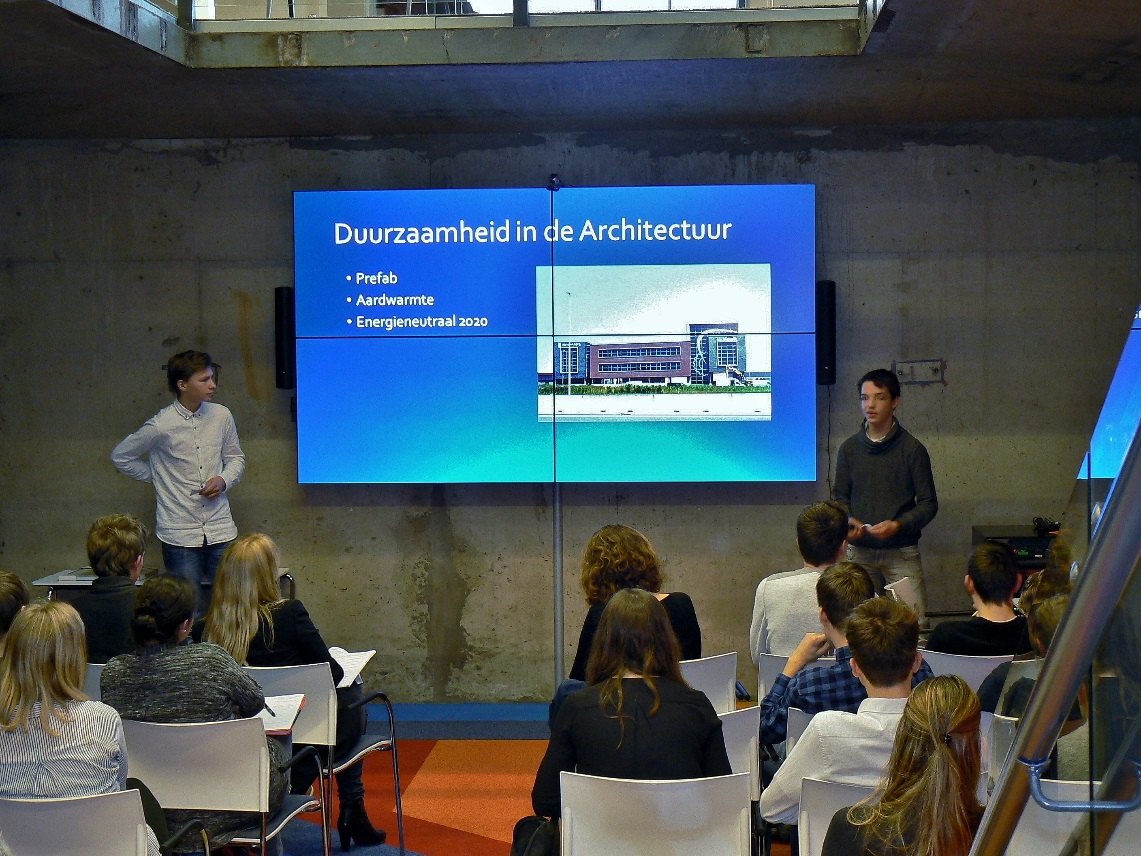 Duurzaamheid in de Architectuur
• Prefab
• Aardwarmte
• Energieneutraal 2020